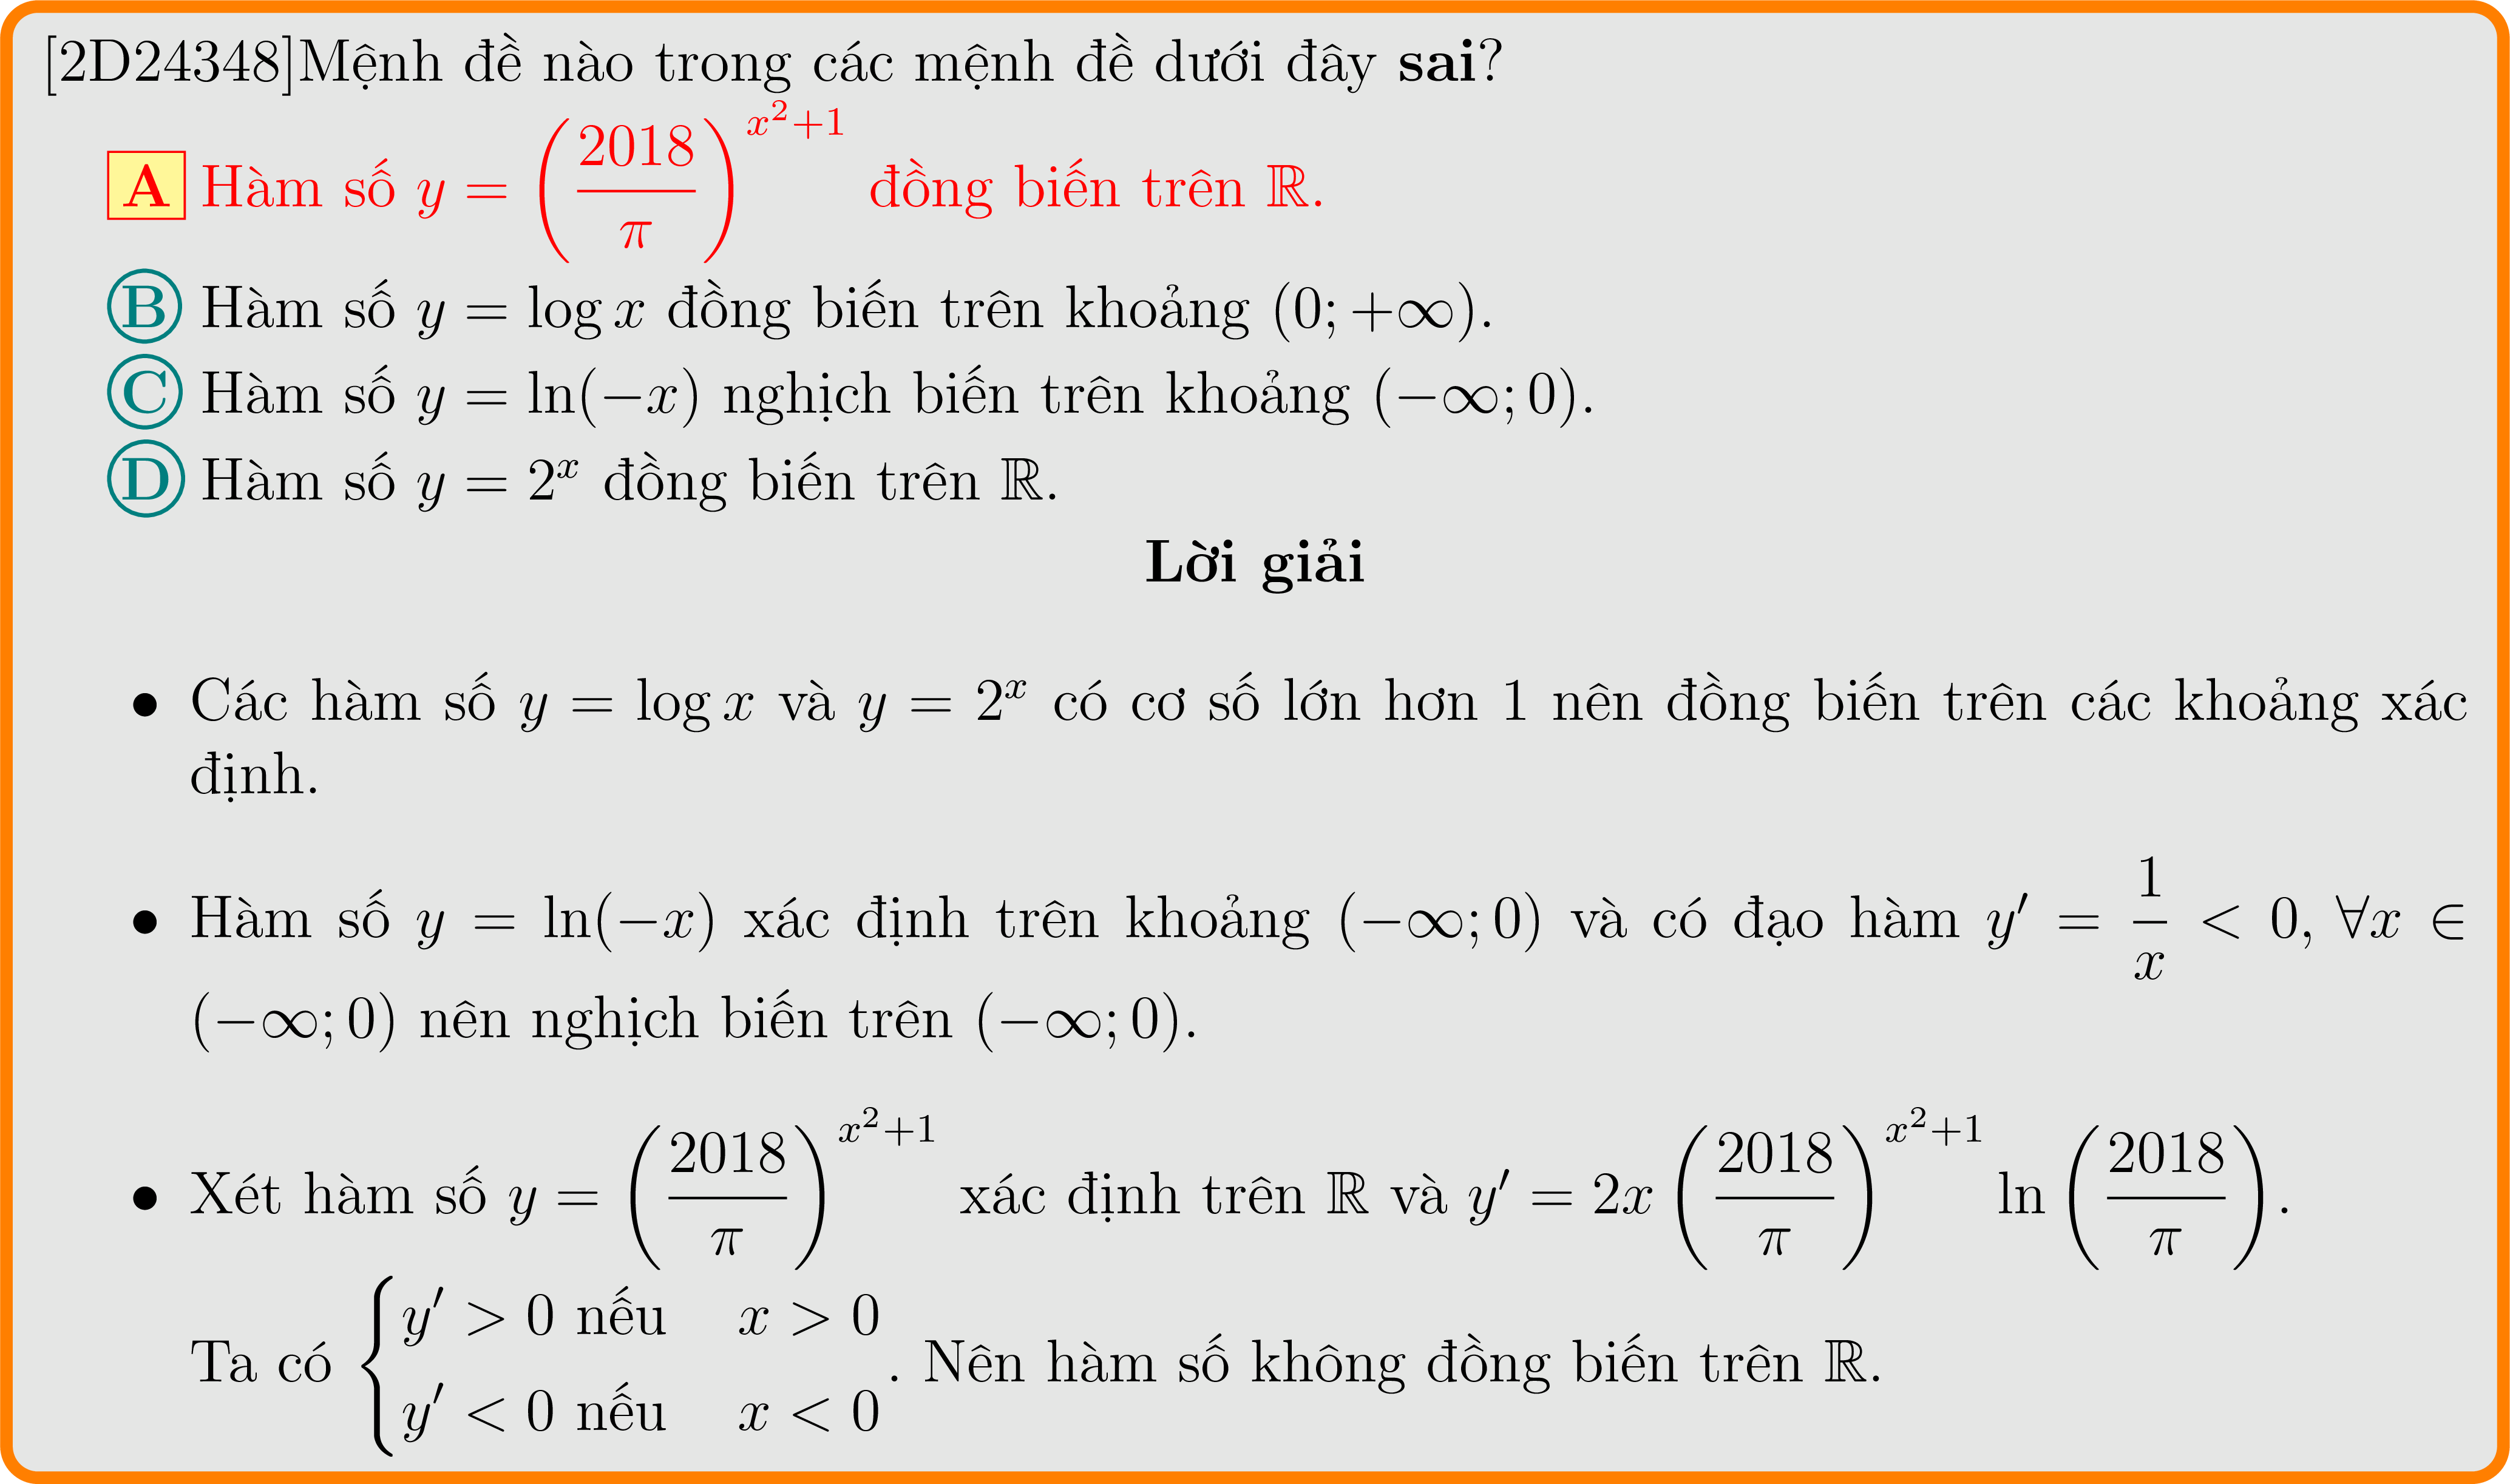 [2D24348]Mệnh đề nào trong các mệnh đề dưới đây sai?
A Hàm số $y = \left(\dfrac{2018}{\pi}\right)^{x^2+1}$ đồng biến trên $\mathbb{R}$.
B Hàm số $y = \log x$ đồng biến trên khoảng $(0; +\infty)$.
C Hàm số $y = \ln(-x)$ nghịch biến trên khoảng $(-\infty; 0)$.
D Hàm số $y = 2^x$ đồng biến trên $\mathbb{R}$.
Lời giải
• Các hàm số $y = \log x$ và $y = 2^x$ có cơ số lớn hơn 1 nên đồng biến trên các khoảng xác
định.
• Hàm số $y = \ln(-x)$ xác định trên khoảng $(-\infty; 0)$ và có đạo hàm $y' = \dfrac{1}{x} < 0, \forall x \in$
$(-\infty; 0)$ nên nghịch biến trên $(-\infty; 0)$.
• Xét hàm số $y = \left(\dfrac{2018}{\pi}\right)^{x^2+1}$ xác định trên $\mathbb{R}$ và $y' = 2x \left(\dfrac{2018}{\pi}\right)^{x^2+1} \ln \left(\dfrac{2018}{\pi}\right)$.
Ta có $\begin{cases} y' > 0 \text{ nếu } & x > 0 \\ y' < 0 \text{ nếu } & x < 0 \end{cases}$. Nên hàm số không đồng biến trên $\mathbb{R}$.